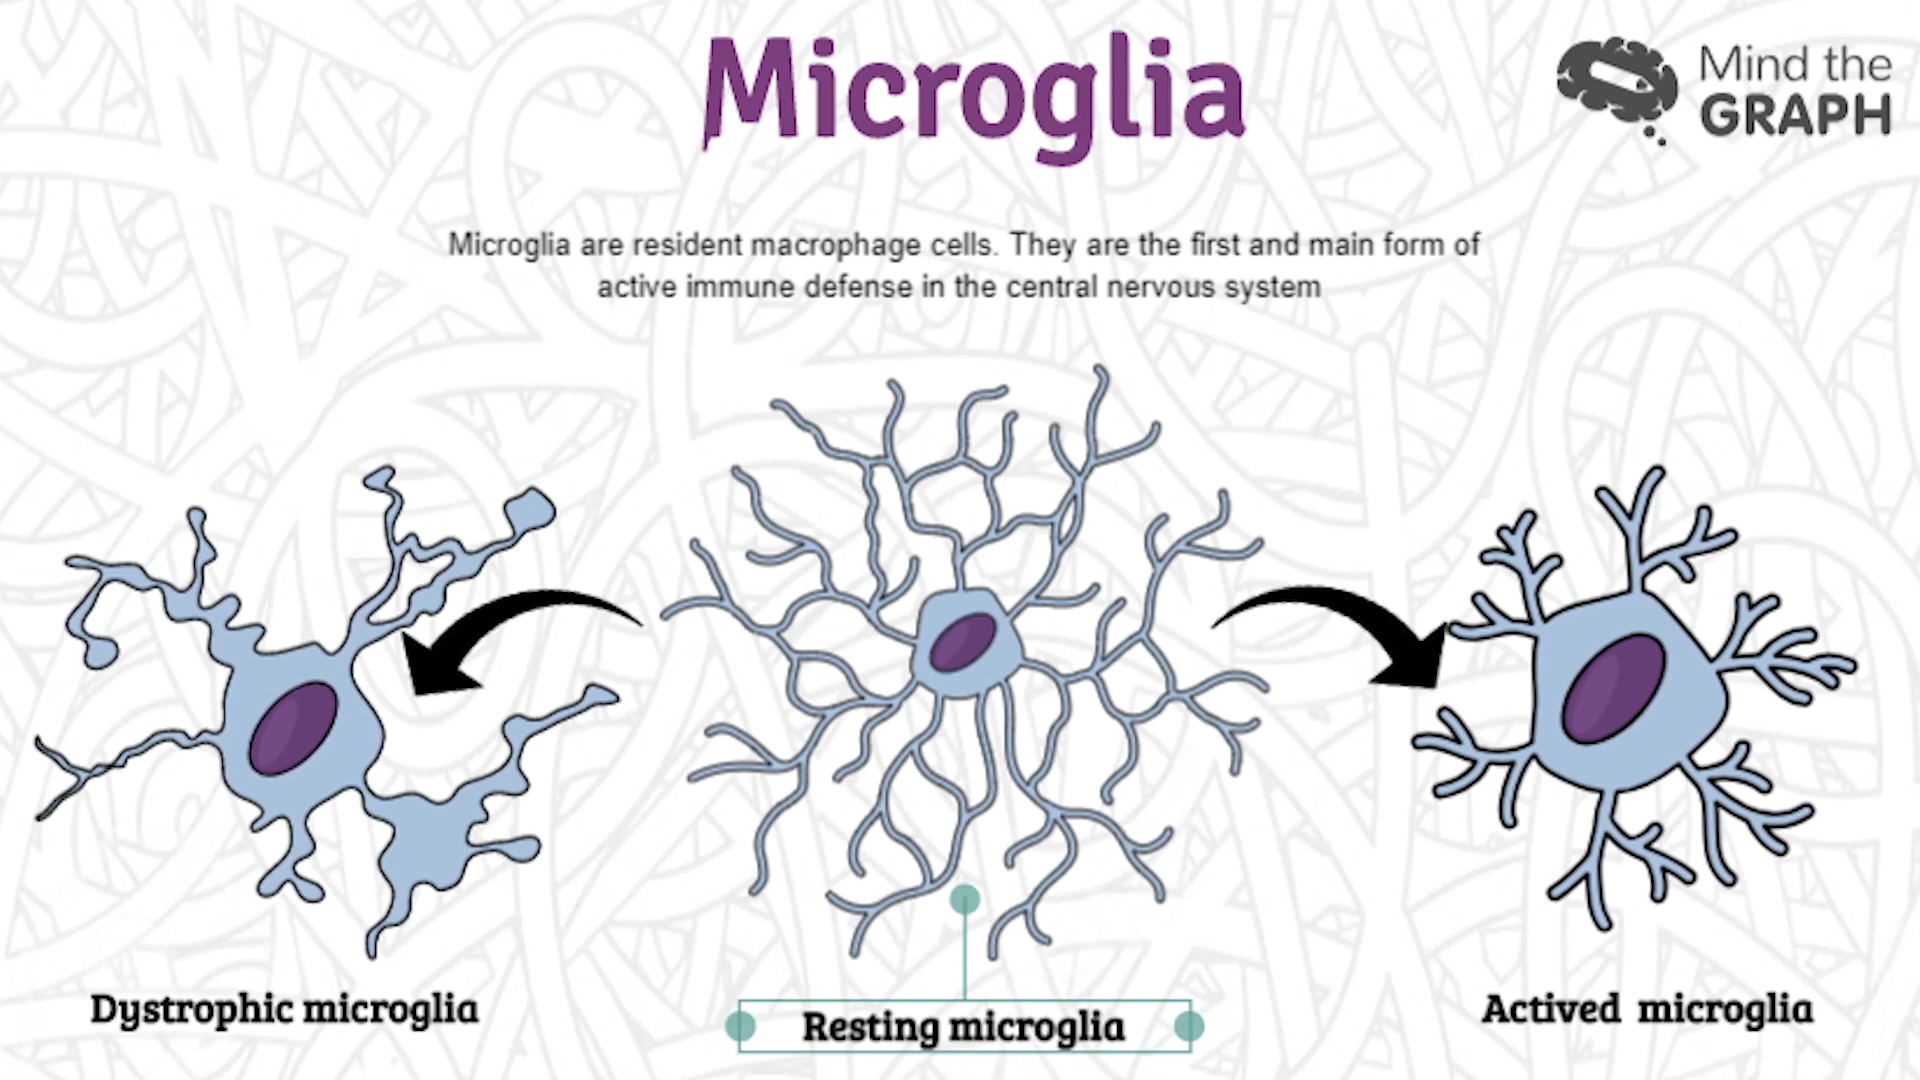 Microglia
Mind the
GRAPH
Microglia are resident macrophage cells. They are the first and main form of
active immune defense in the central nervous system
Dystrophic microglia
Resting microglia
Actived microglia